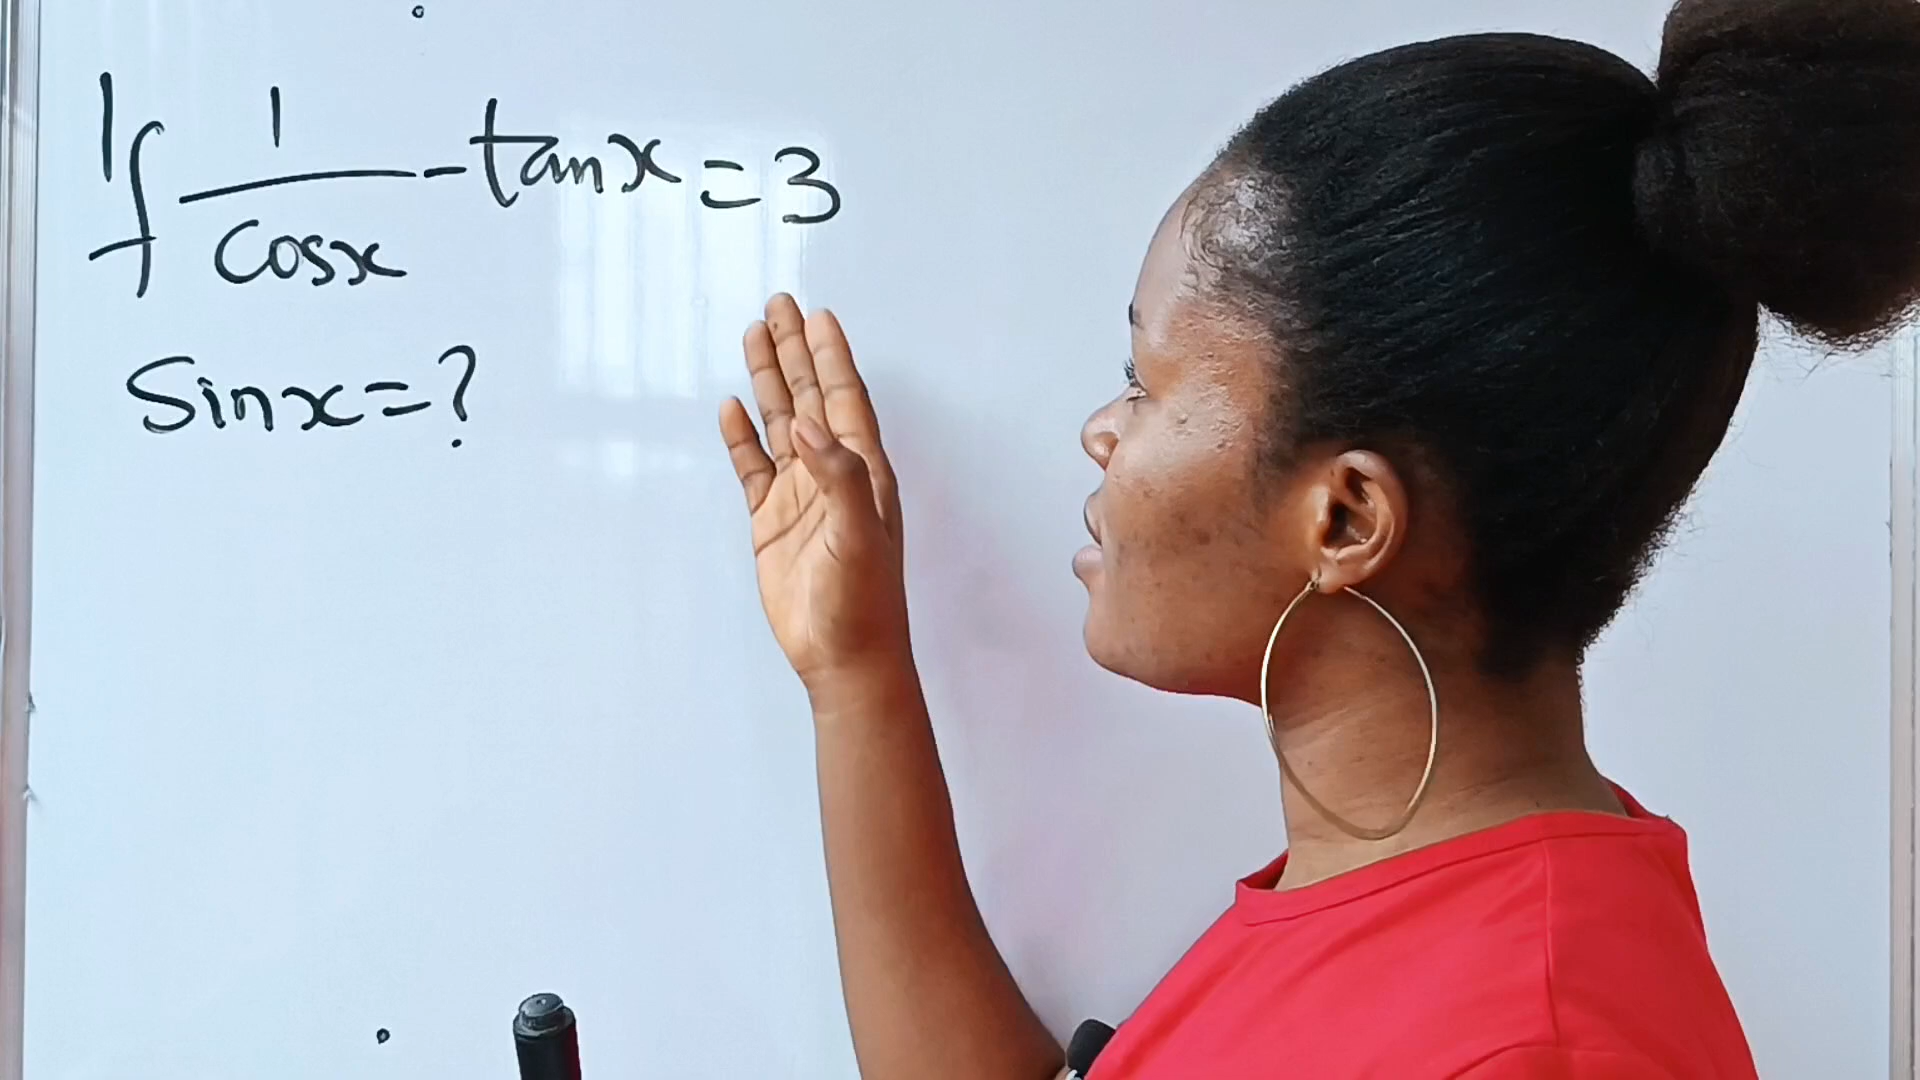 If 1/cosx - tanx = 3
Sinx = ?